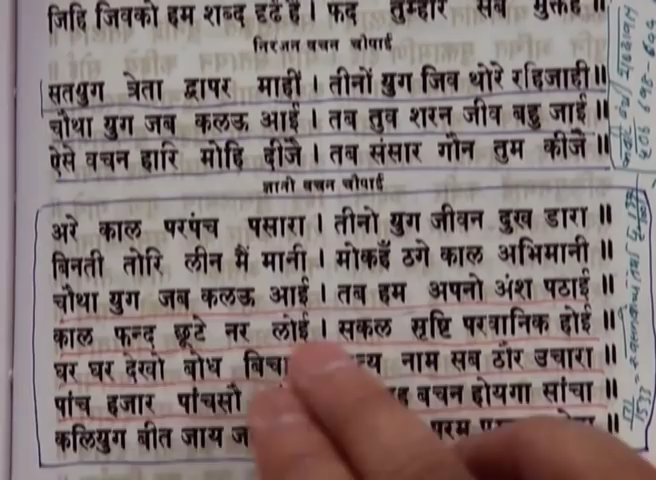 जिहि जिवको हम शब्द दृढै हैं। फंद तुम्हार सब मुक्तहैं॥
निरंजन वचन चौपाई
सतयुग त्रेता द्वापर माहीं। तीनों युग जिव थोरे रहिजाही॥
चौथा युग जब कलऊ आई। तब तुव शरन जीव बहु जाई॥
ऐसे वचन हारि मोहि दीजै। तब संसार गौन तुम कीजै॥
ज्ञानी वचन चौपाई
अरे काल परपंच पसारा। तीनो युग जीवन दुख डारा॥
बिनती तोरि लीन मैं मानी। मोकहँ ठगे काल अभिमानी॥
चौथा युग जब कलऊ आई। तब हम अपनो अंश पठाई॥
काल फन्द छूटै नर लोई। सकल सृष्टि परवानिक होई॥
घर घर देखो बोध नाम सब ठौर उचारा॥
पांच हजार पांचसौ बचन होयगा सांचा॥
कलियुग बीत जाय परम